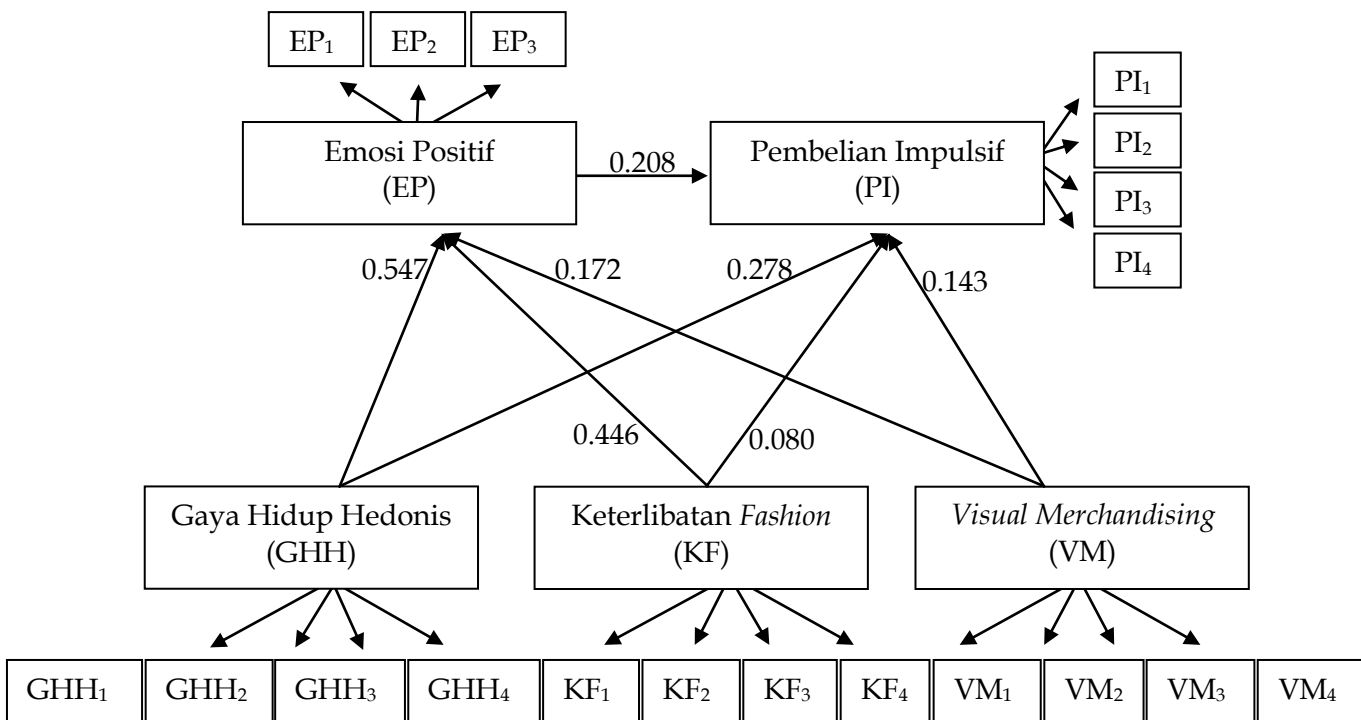 EP₁ EP₂ EP₃
PI₁
Emosi Positif
(EP)
0.208
Pembelian Impulsif
(PI)
PI₂
PI₃
PI₄
0.547
0.172
0.278
0.143
0.446
0.080
Gaya Hidup Hedonis
(GHH)
Keterlibatan Fashion
(KF)
Visual Merchandising
(VM)
GHH₁ GHH₂ GHH₃ GHH₄ KF₁ KF₂ KF₃ KF₄ VM₁ VM₂ VM₃ VM₄